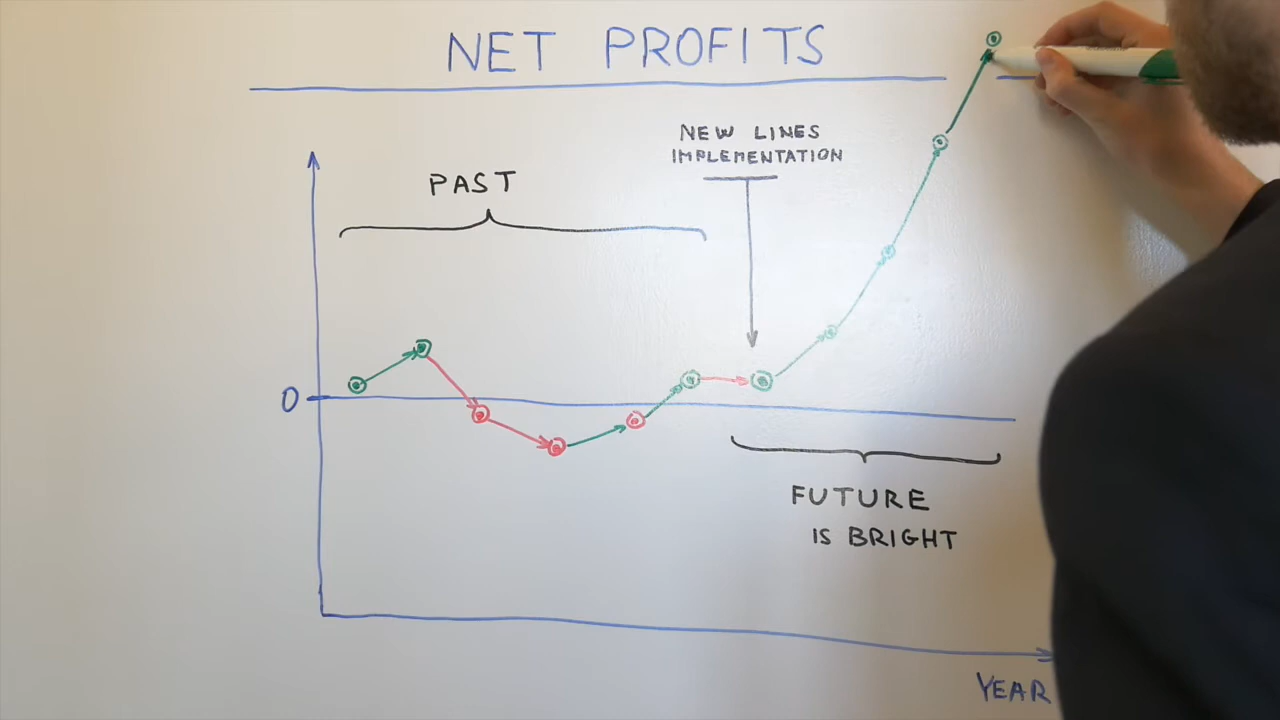 NET PROFITS
NEW LINES
IMPLEMENTATION
PAST
0
FUTURE
IS BRIGHT
YEAR